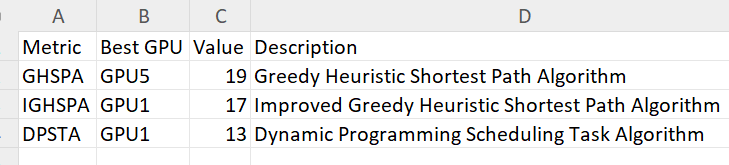 A B C D
Metric Best GPU Value Description
GHSPA GPU5 19 Greedy Heuristic Shortest Path Algorithm
IGHSPA GPU1 17 Improved Greedy Heuristic Shortest Path Algorithm
DPSTA GPU1 13 Dynamic Programming Scheduling Task Algorithm